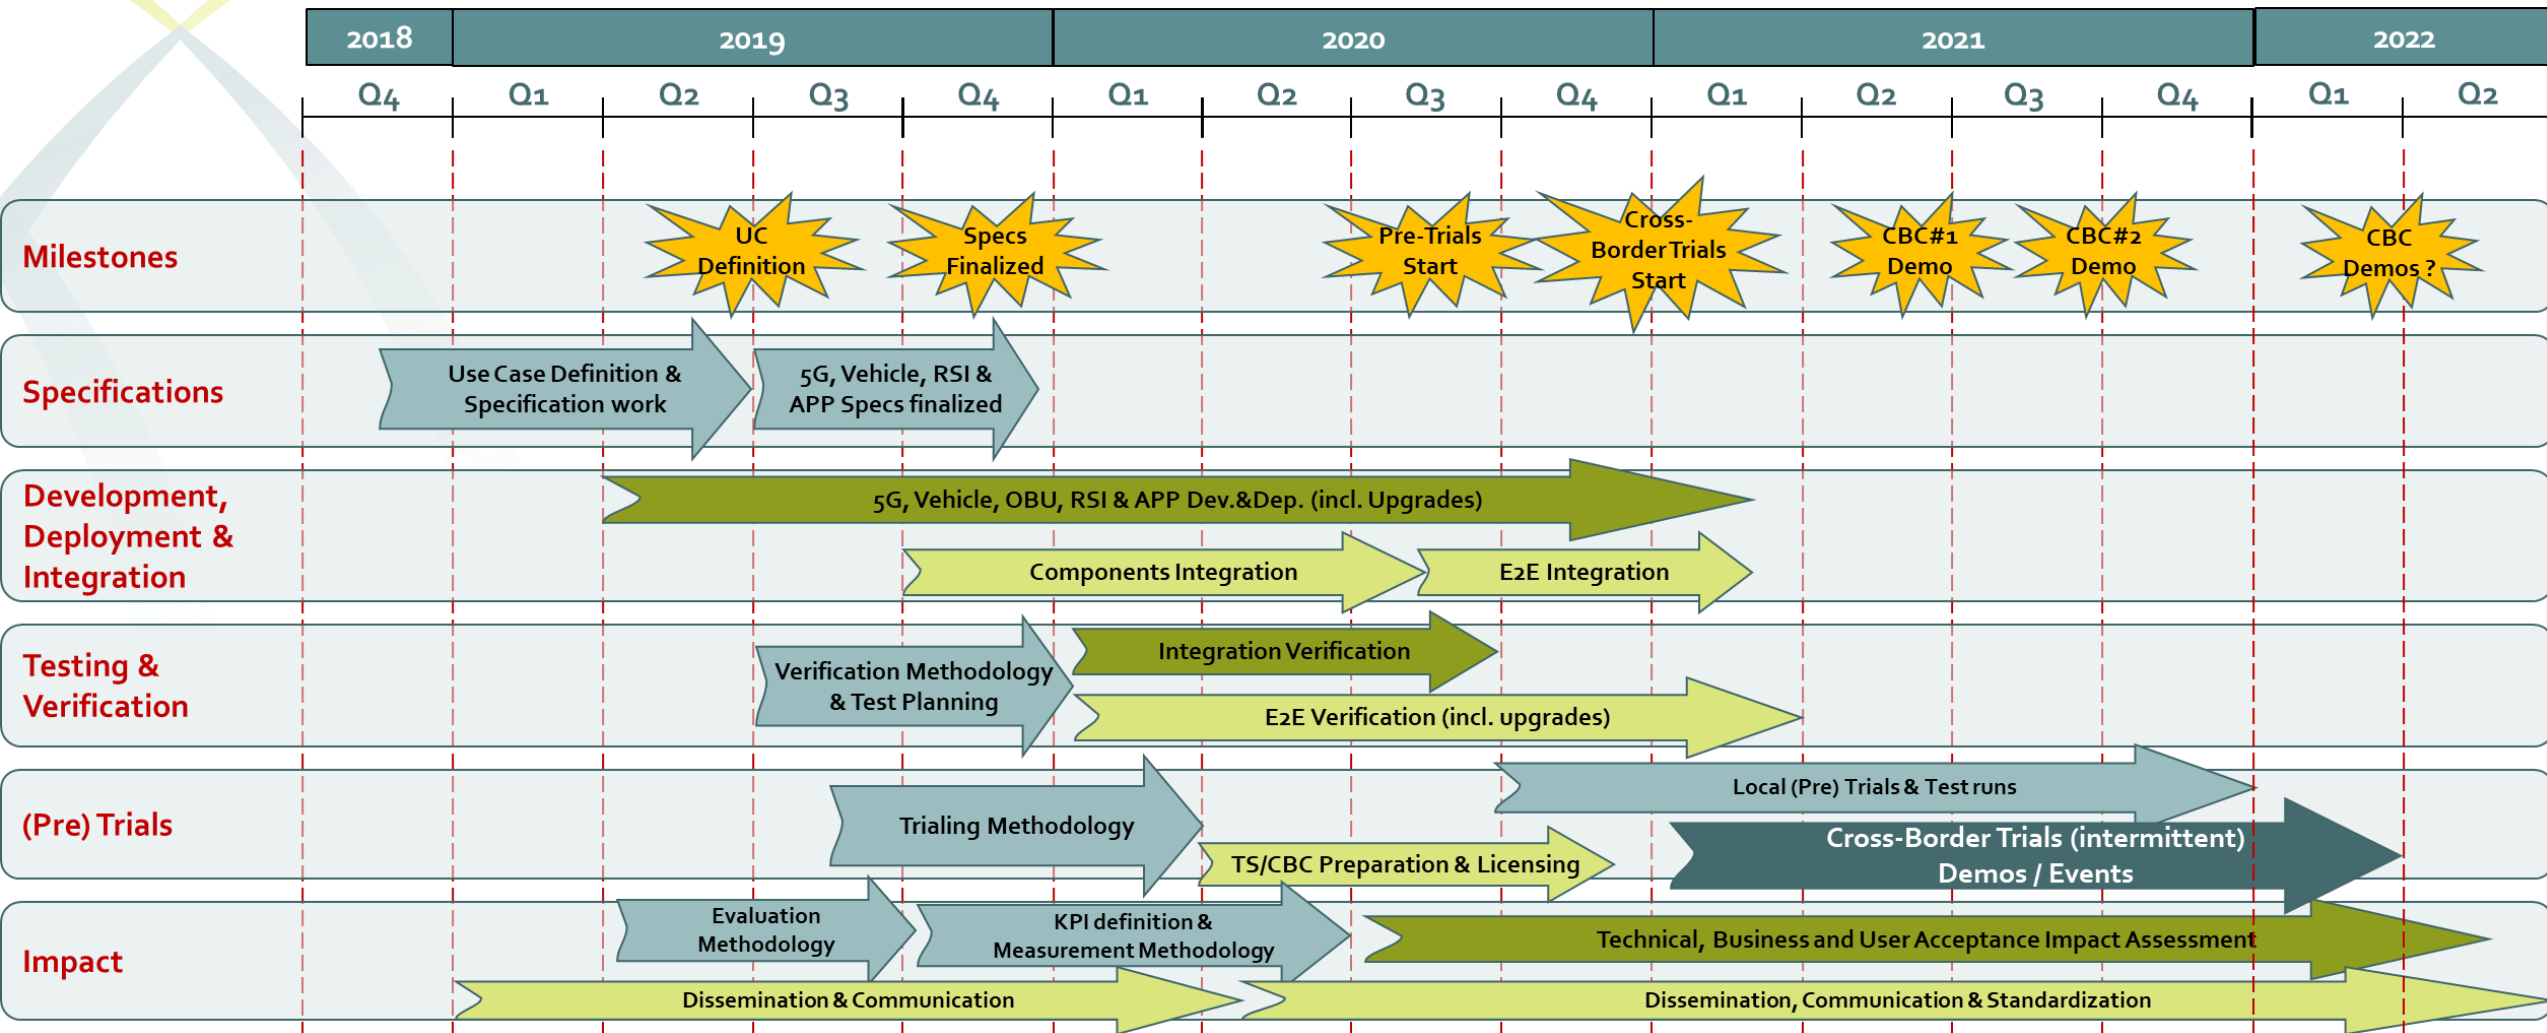 2018 2019 2020 2021 2022
Q4 Q1 Q2 Q3 Q4 Q1 Q2 Q3 Q4 Q1 Q2 Q3 Q4 Q1 Q2
Milestones
UC
Definition
Specs
Finalized
Pre-Trials
Start
Cross-
Border Trials
Start
CBC#1
Demo
CBC#2
Demo
CBC
Demos ?
Specifications
Use Case Definition &
Specification work
5G, Vehicle, RSI &
APP Specs finalized
Development,
Deployment &
Integration
5G, Vehicle, OBU, RSI & APP Dev.&Dep. (incl. Upgrades)
Components Integration
E2E Integration
Testing &
Verification
Verification Methodology
& Test Planning
Integration Verification
E2E Verification (incl. upgrades)
(Pre) Trials
Trialing Methodology
Local (Pre) Trials & Test runs
TS/CBC Preparation & Licensing
Cross-Border Trials (intermittent)
Demos / Events
Impact
Evaluation
Methodology
KPI definition &
Measurement Methodology
Technical, Business and User Acceptance Impact Assessment
Dissemination & Communication
Dissemination, Communication & Standardization